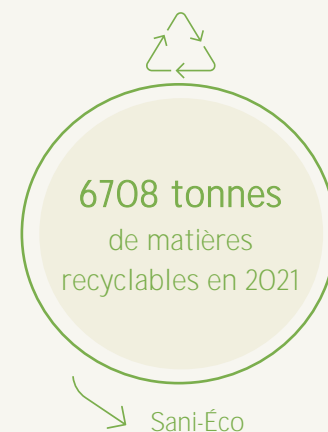 6708 tonnes
de matières
recyclables en 2021
Sani-Éco